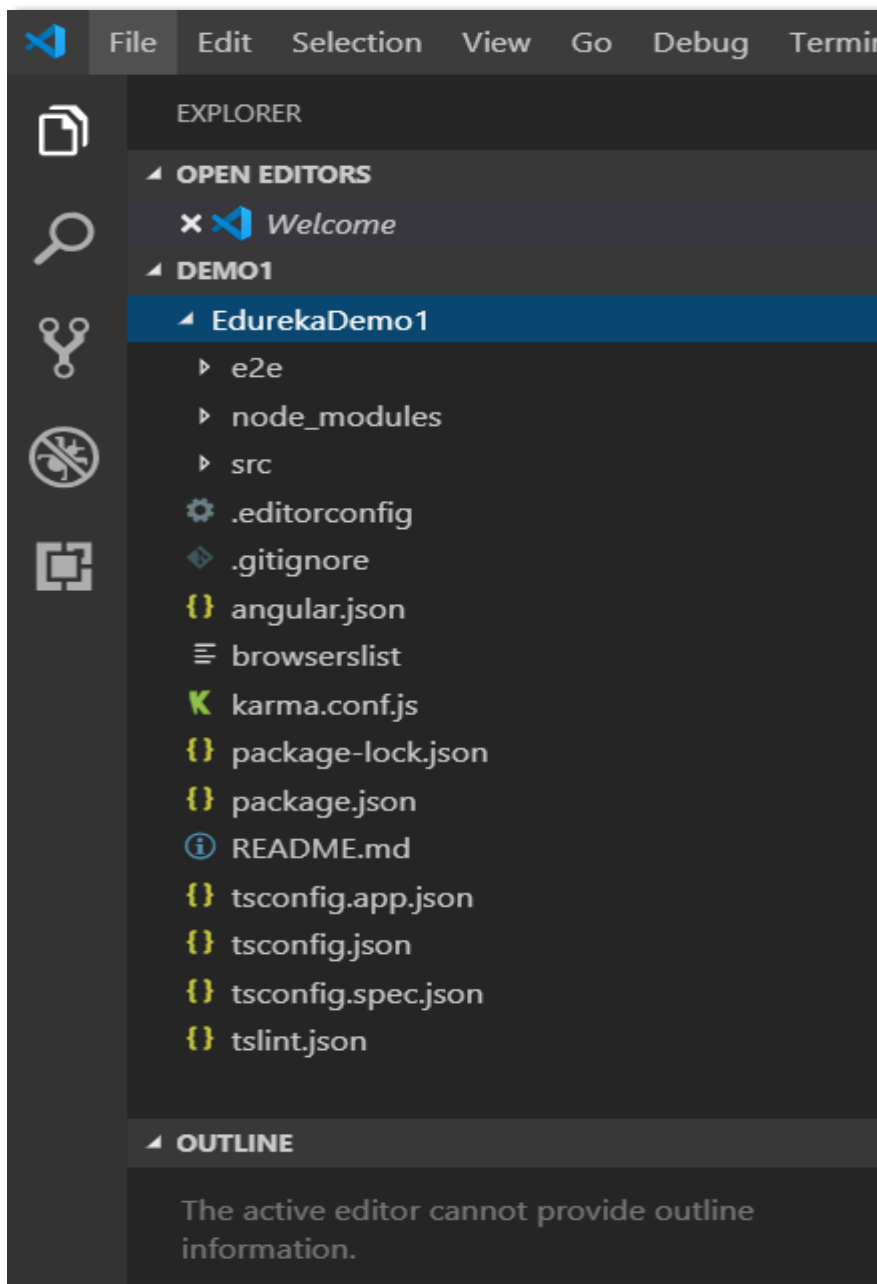 File Edit Selection View Go Debug
EXPLORER
OPEN EDITORS
Welcome
DEMO1
EdurekaDemo1
e2e
node_modules
src
.editorconfig
.gitignore
angular.json
browserslist
karma.conf.js
package-lock.json
package.json
README.md
tsconfig.app.json
tsconfig.json
tsconfig.spec.json
tslint.json
OUTLINE
The active editor cannot provide outline
information.